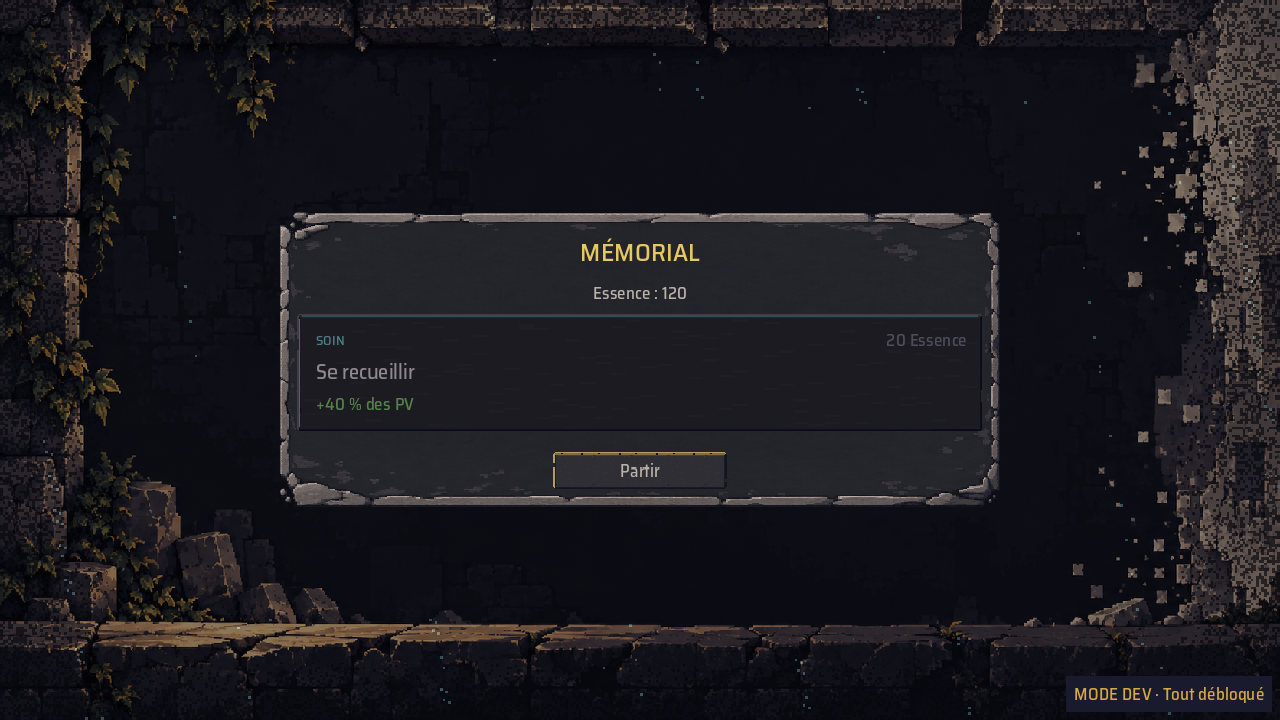 MÉMORIAL
Essence : 120
SOIN
20 Essence
Se recueillir
+40 % des PV
Partir
MODE DEV · Tout débloqué